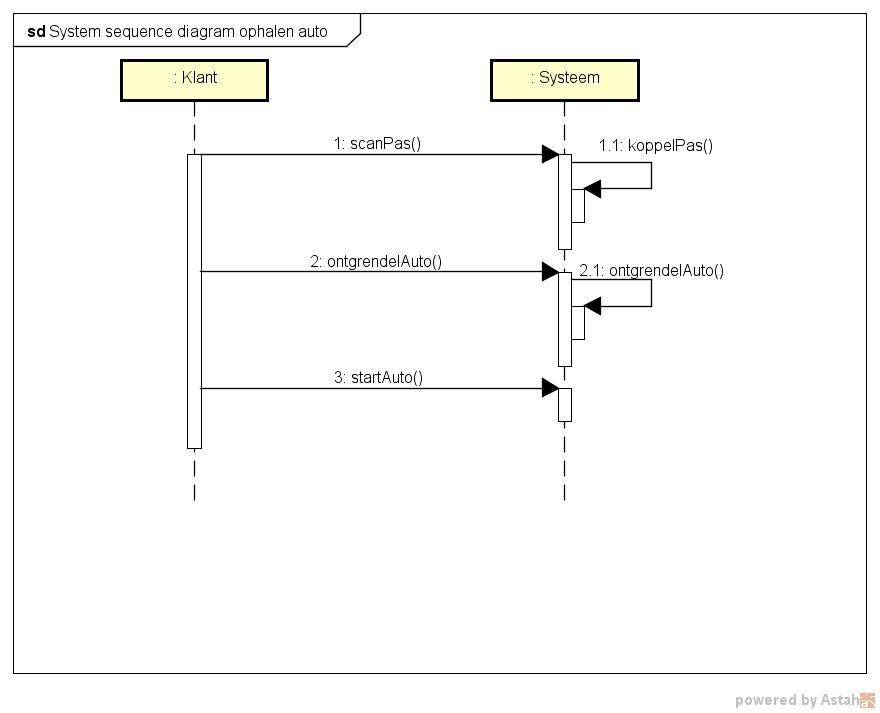 sd System sequence diagram ophalen auto
: Klant
: Systeem
1: scanPas()
1.1: koppelPas()
2: ontgrendelAuto()
2.1: ontgrendelAuto()
3: startAuto()
powered by Astah